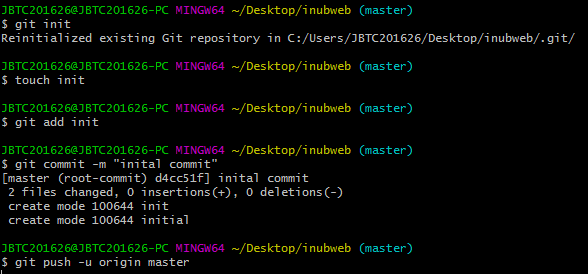 JBTC201626@JBTC201626-PC MINGW64 ~/Desktop/inubweb (master)
$ git init
Reinitialized existing Git repository in C:/Users/JBTC201626/Desktop/inubweb/.git/
JBTC201626@JBTC201626-PC MINGW64 ~/Desktop/inubweb (master)
$ touch init
JBTC201626@JBTC201626-PC MINGW64 ~/Desktop/inubweb (master)
$ git add init
JBTC201626@JBTC201626-PC MINGW64 ~/Desktop/inubweb (master)
$ git commit -m "inital commit"
[master (root-commit) d4cc51f] inital commit
2 files changed, 0 insertions(+), 0 deletions(-)
create mode 100644 init
create mode 100644 initial
JBTC201626@JBTC201626-PC MINGW64 ~/Desktop/inubweb (master)
$ git push -u origin master